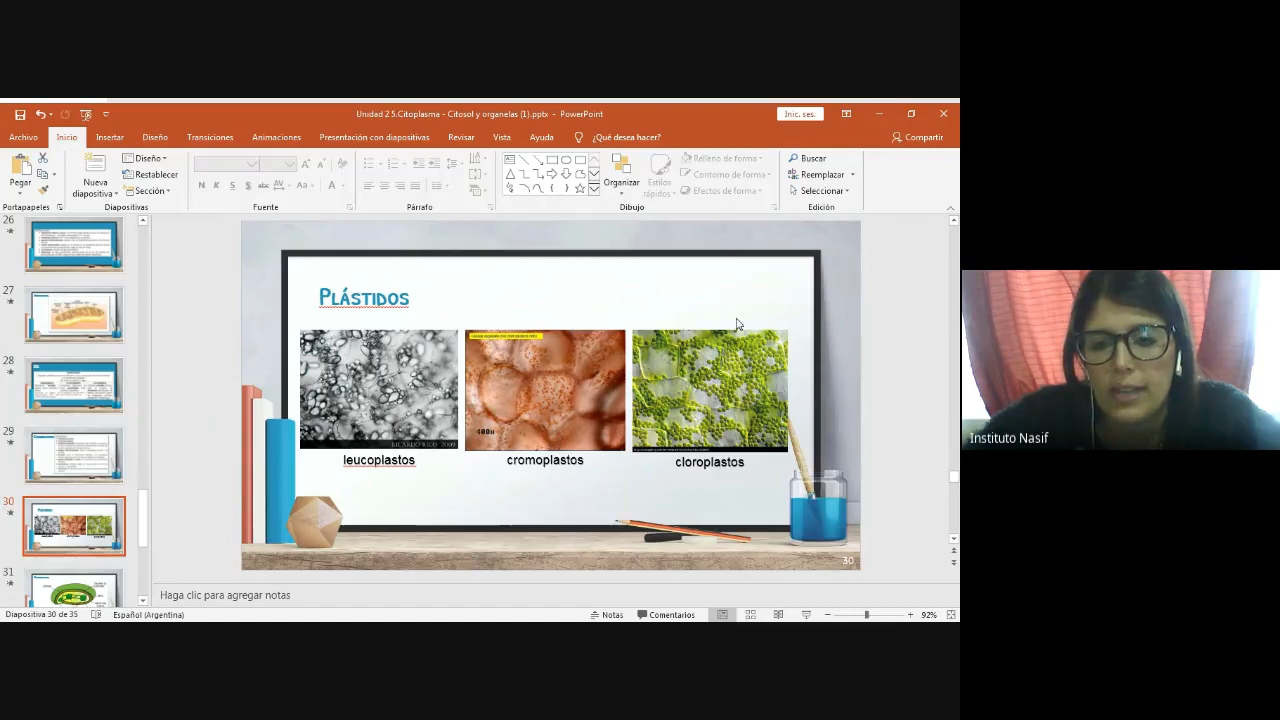 Unidad 2 5.Citoplasma - Citosol y organelas (1).pptx - PowerPoint
Inic. ses.
Archivo
Inicio
Insertar
Diseño
Transiciones
Animaciones
Presentación con diapositivas
Revisar
Vista
Ayuda
¿Qué desea hacer?
Compartir
Pegar
Nueva
diapositiva
Diseño
Restablecer
Sección
N K S S abc AV Aa A
Organizar
Estilos
rápidos
Relleno de forma
Contorno de forma
Efectos de forma
Buscar
Reemplazar
Seleccionar
Portapapeles
Diapositivas
Fuente
Párrafo
Dibujo
Edición
26
27
28
29
30
31
Plástidos
RICARDO RICO 2009
400x
leucoplastos
cromoplastos
cloroplastos
30
Instituto Nasif
Haga clic para agregar notas
Diapositiva 30 de 35
Español (Argentina)
Notas
Comentarios
92%